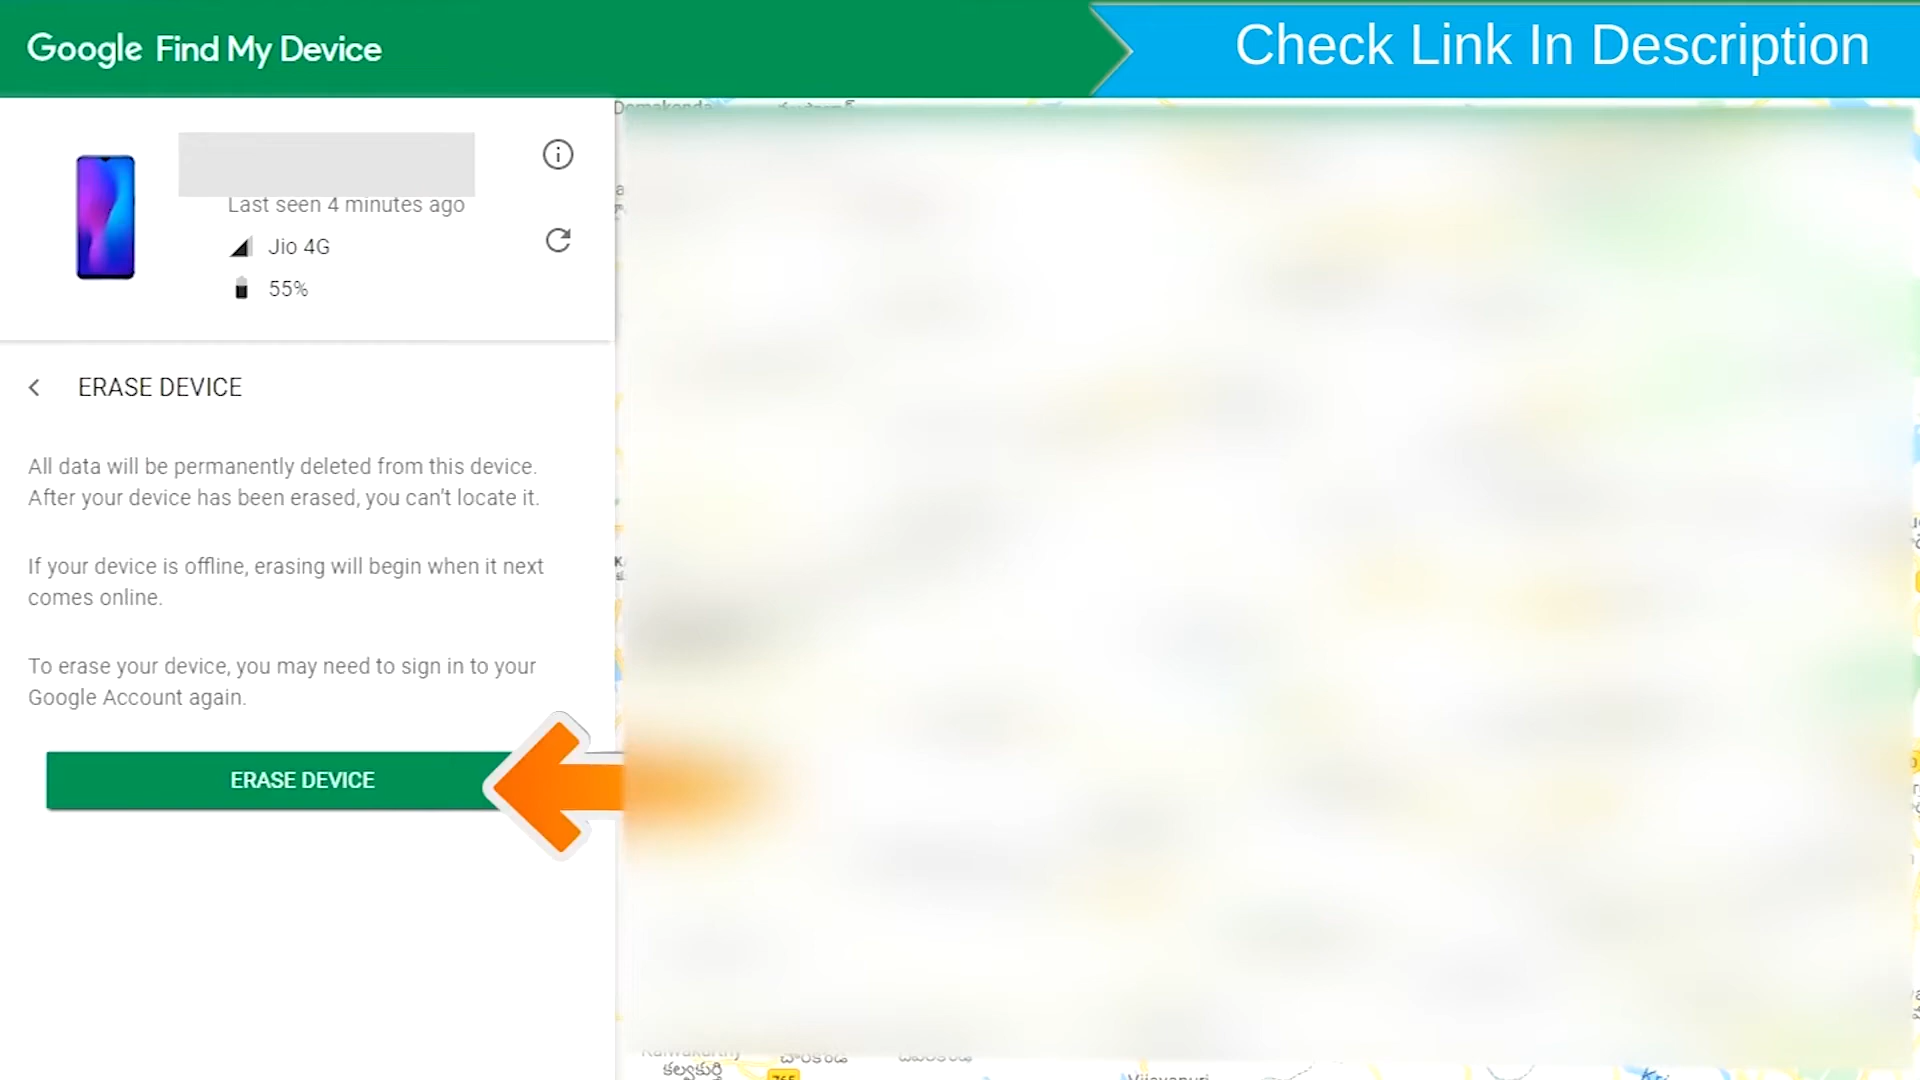 Google Find My Device
Check Link In Description
Last seen 4 minutes ago
Jio 4G
55%
ERASE DEVICE
All data will be permanently deleted from this device.
After your device has been erased, you can't locate it.
If your device is offline, erasing will begin when it next
comes online.
To erase your device, you may need to sign in to your
Google Account again.
ERASE DEVICE
కల్వకుర్తి